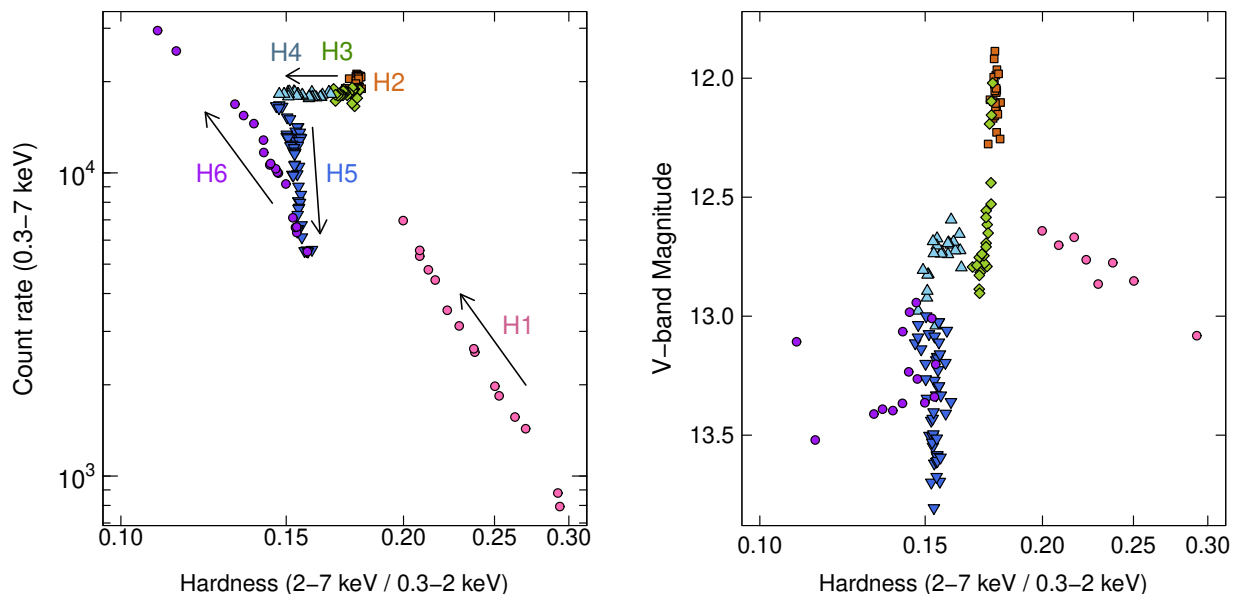 Count rate (0.3−7 keV)
10⁴
10³
H4
H3
H2
H6
H5
H1
0.10
0.15
0.20
0.25
0.30
Hardness (2−7 keV / 0.3−2 keV)
V−band Magnitude
12.0
12.5
13.0
13.5
0.10
0.15
0.20
0.25
0.30
Hardness (2−7 keV / 0.3−2 keV)